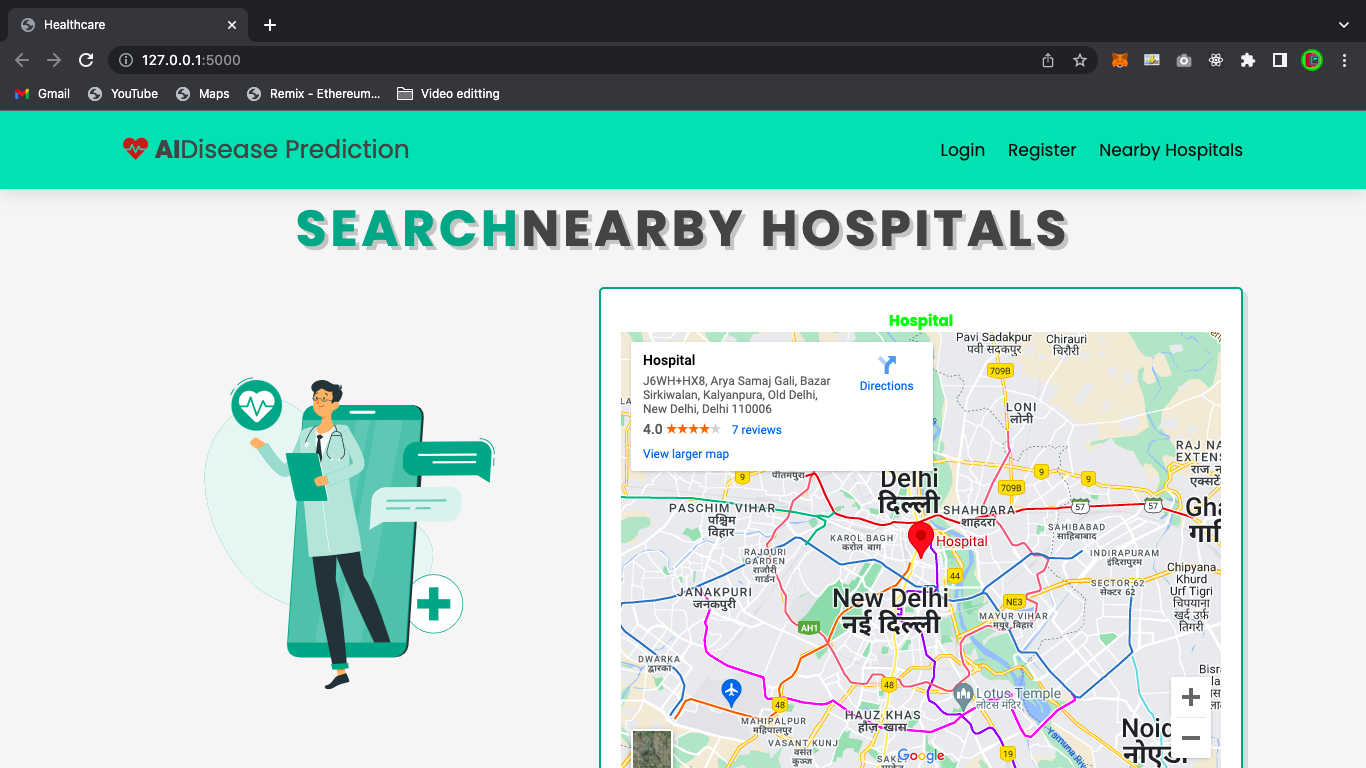 Healthcare
127.0.0.1:5000
Gmail
YouTube
Maps
Remix - Ethereum...
Video editting
AIDisease Prediction
Login
Register
Nearby Hospitals
SEARCHNEARBY HOSPITALS
Hospital
Hospital
J6WH+HX8, Arya Samaj Gali, Bazar
Sirkiwalan, Kalyanpura, Old Delhi,
New Delhi, Delhi 110006
4.0
7 reviews
View larger map
Directions
Pavi Sadakpur
पवी सदकपुर
Chirauri
चिरौरी
709B
LONI
लोनी
RAJ NA
EXTENS
राज न
एक्सटें
9
पीतमपुरा
9
9
709B
Delhi
दिल्ली
57
57
PASCHIM VIHAR
पश्चिम
विहार
SHAHDARA
शाहदरा
Gha
गा
KAROL BAGH
करोल बाग
SAHIBABAD
साहिबाबाद
Hospital
RAJOURI
GARDEN
राजौरी
गार्डन
INDIRAPURAM
इंदिरापुरम
44
Chipyana
Khurd
Urf Tigri
चिपयाना
खुर्द उर्फ़
तिगरी
SECTOR 62
सेक्टर 62
JANAKPURI
जनकपुरी
New Delhi
नई दिल्ली
NE3
MAYUR VIHAR
मयूर विहार
AH1
DWARKA
द्वारका
Bisr
48
Lotus Temple
लोटस मंदिर
48
HAUZ KHAS
हौज़ खास
MAHIPALPUR
महिपालपुर
Noid
नोएडा
VASANT KUNJ
वसंत
कुन्ज
SAKE
Google
19
Yamuna Riv